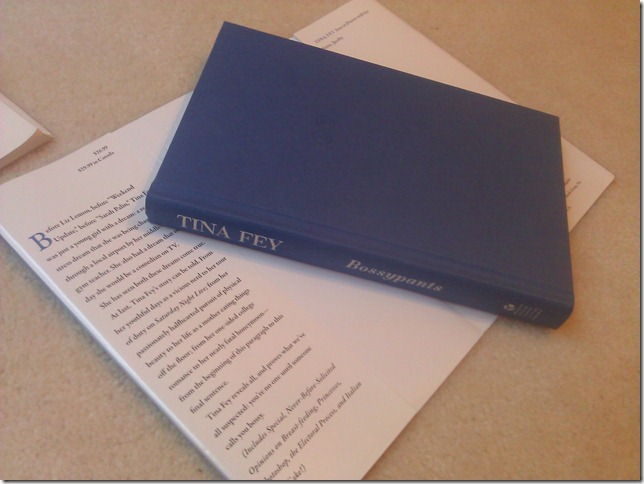 TINA FEY
Bossypants
$26.99
$29.99 in Canada
Before Liz Lemon, before "Weekend
Update," before "Sarah Palin," Tina Fey
was just a young girl with a dream: a
stress dream that she was being
through a local airport by her middle
gym teacher. She also had a dream that
day she would be a comedian on TV.
She has seen both these dreams come true.
At last, Tina Fey's story can be told. From
her youthful days as a vicious nerd to her tour
of duty on Saturday Night Live; from her
passionately halfhearted pursuit of physical
beauty to her life as a mother eating things
off the floor; from her one-sided college
romance to her nearly fatal honeymoon—
from the beginning of this paragraph to this
final sentence.
Tina Fey reveals all, and proves what we've
all suspected: you're no one until someone
calls you bossy.
(Includes Special, Never-Before-Solicited
Opinions on Breast-feeding, Princesses,
Photoshop, the Electoral Process, and Italian
TINA FEY